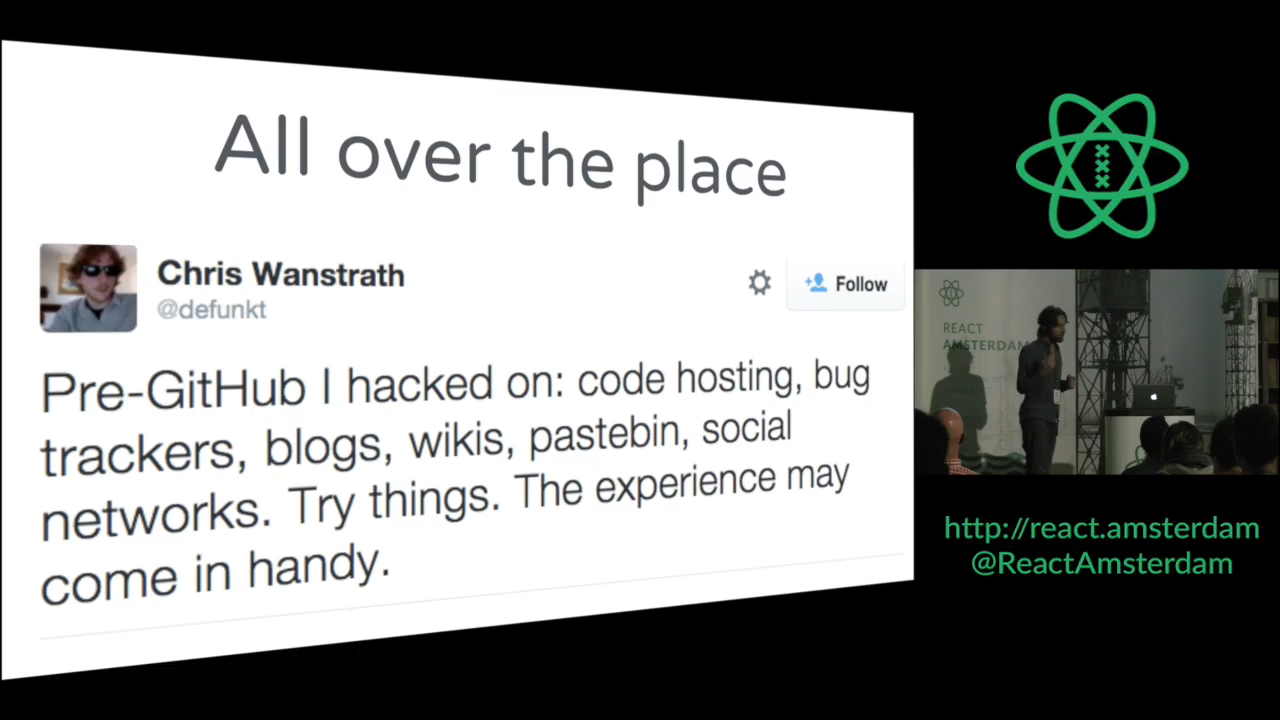 All over the place
Chris Wanstrath
@defunkt
Follow
Pre-GitHub I hacked on: code hosting, bug
trackers, blogs, wikis, pastebin, social
networks. Try things. The experience may
come in handy.
REACT
AMSTERDAM
http://react.amsterdam
@ReactAmsterdam